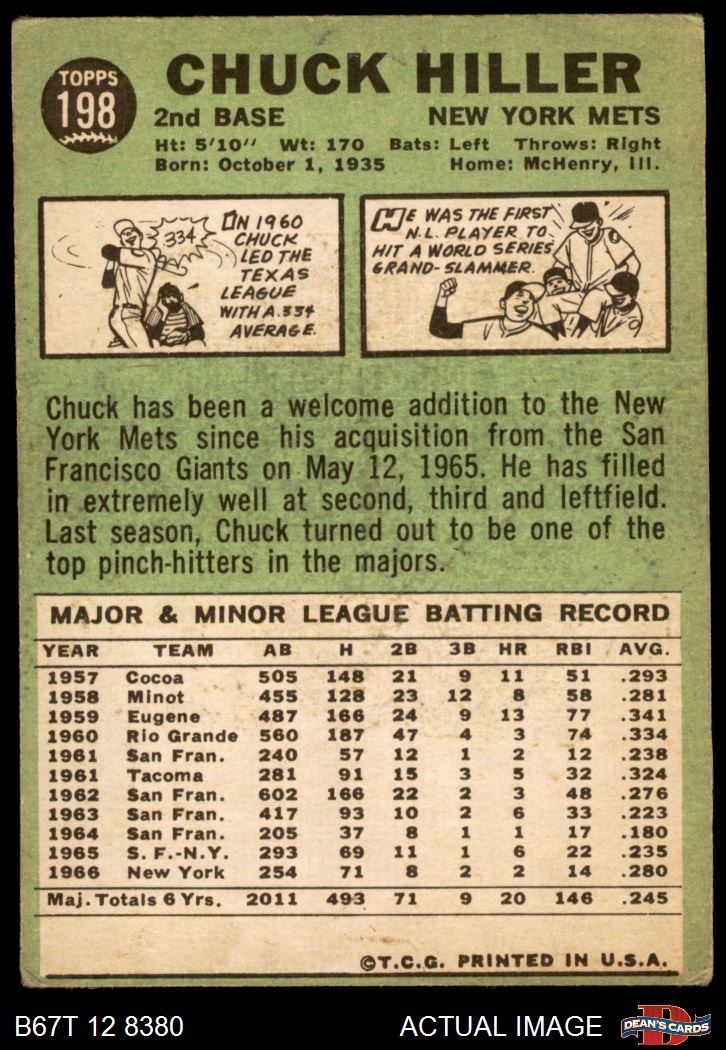 TOPPS
198
CHUCK HILLER
2nd BASE NEW YORK METS
Ht: 5'10" Wt: 170 Bats: Left Throws: Right
Born: October 1, 1935 Home: McHenry, Ill.
334
IN 1960
CHUCK
LED THE
TEXAS
LEAGUE
WITH A .334
AVERAGE.
HE WAS THE FIRST
N.L. PLAYER TO
HIT A WORLD SERIES
GRAND-SLAMMER.
Chuck has been a welcome addition to the New
York Mets since his acquisition from the San
Francisco Giants on May 12, 1965. He has filled
in extremely well at second, third and leftfield.
Last season, Chuck turned out to be one of the
top pinch-hitters in the majors.
MAJOR & MINOR LEAGUE BATTING RECORD
YEAR TEAM AB H 2B 3B HR RBI AVG.
1957 Cocoa 505 148 21 9 11 51 .293
1958 Minot 455 128 23 12 8 58 .281
1959 Eugene 487 166 24 9 13 77 .341
1960 Rio Grande 560 187 47 4 3 74 .334
1961 San Fran. 240 57 12 1 2 12 .238
1961 Tacoma 281 91 15 3 5 32 .324
1962 San Fran. 602 166 22 2 3 48 .276
1963 San Fran. 417 93 10 2 6 33 .223
1964 San Fran. 205 37 8 1 1 17 .180
1965 S. F.-N.Y. 293 69 11 1 6 22 .235
1966 New York 254 71 8 2 2 14 .280
Maj. Totals 6 Yrs. 2011 493 71 9 20 146 .245
©T.C.G. PRINTED IN U.S.A.
B67T 12 8380 ACTUAL IMAGE
DEAN'S CARDS